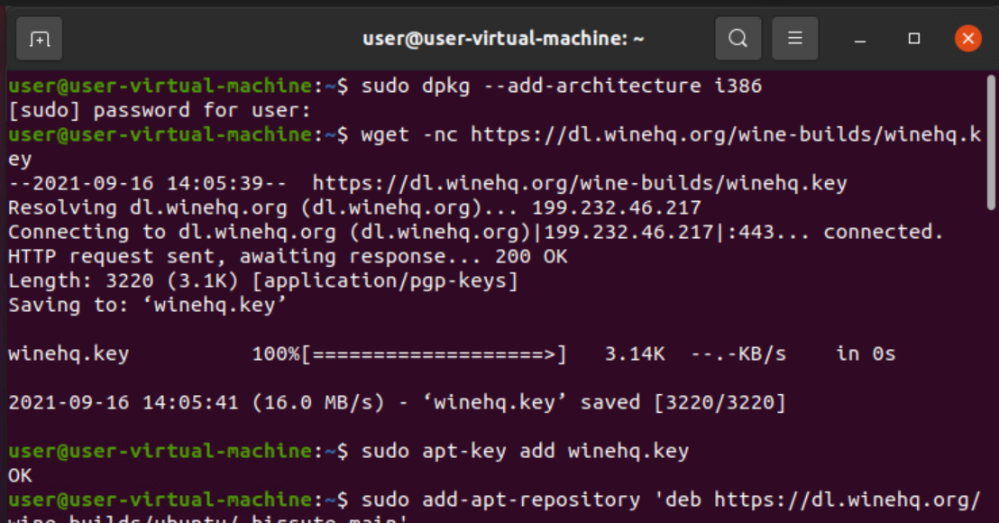 user@user-virtual-machine: ~
user@user-virtual-machine:~$ sudo dpkg --add-architecture i386
[sudo] password for user:
user@user-virtual-machine:~$ wget -nc https://dl.winehq.org/wine-builds/winehq.k
ey
--2021-09-16 14:05:39--  https://dl.winehq.org/wine-builds/winehq.key
Resolving dl.winehq.org (dl.winehq.org)... 199.232.46.217
Connecting to dl.winehq.org (dl.winehq.org)|199.232.46.217|:443... connected.
HTTP request sent, awaiting response... 200 OK
Length: 3220 (3.1K) [application/pgp-keys]
Saving to: ‘winehq.key’
winehq.key          100%[===================>]   3.14K  --.-KB/s    in 0s
2021-09-16 14:05:41 (16.0 MB/s) - ‘winehq.key’ saved [3220/3220]
user@user-virtual-machine:~$ sudo apt-key add winehq.key
OK
user@user-virtual-machine:~$ sudo add-apt-repository 'deb https://dl.winehq.org/
wine-builds/ubuntu/ hirsute main'